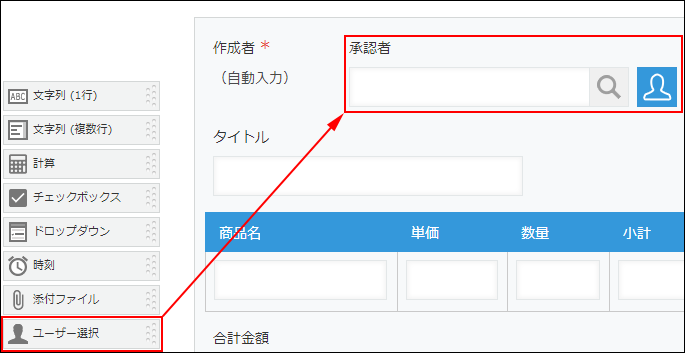 文字列 (1行)
文字列 (複数行)
計算
チェックボックス
ドロップダウン
時刻
添付ファイル
ユーザー選択
作成者 *
(自動入力)
承認者
タイトル
商品名 単価 数量 小計
合計金額
ABC